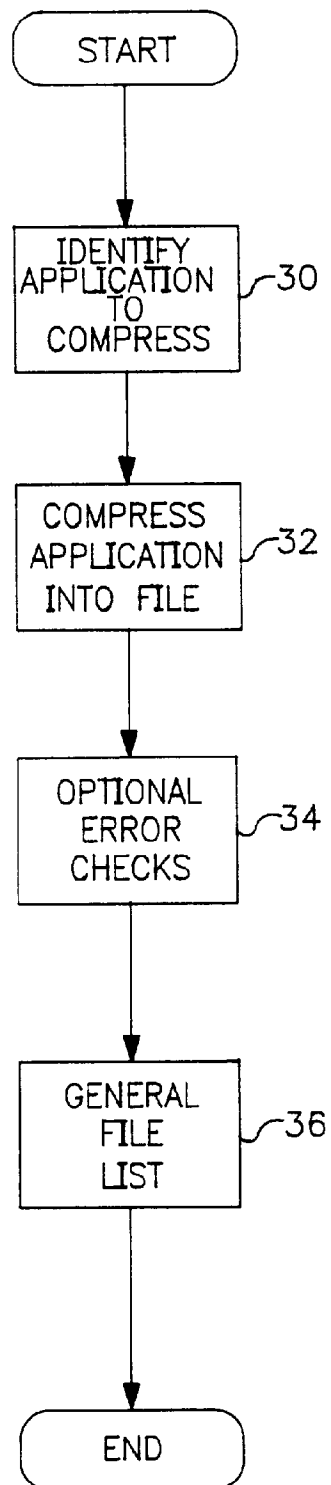 START
IDENTIFY
APPLICATION
TO
COMPRESS
30
COMPRESS
APPLICATION
INTO FILE
32
OPTIONAL
ERROR
CHECKS
34
GENERAL
FILE
LIST
36
END